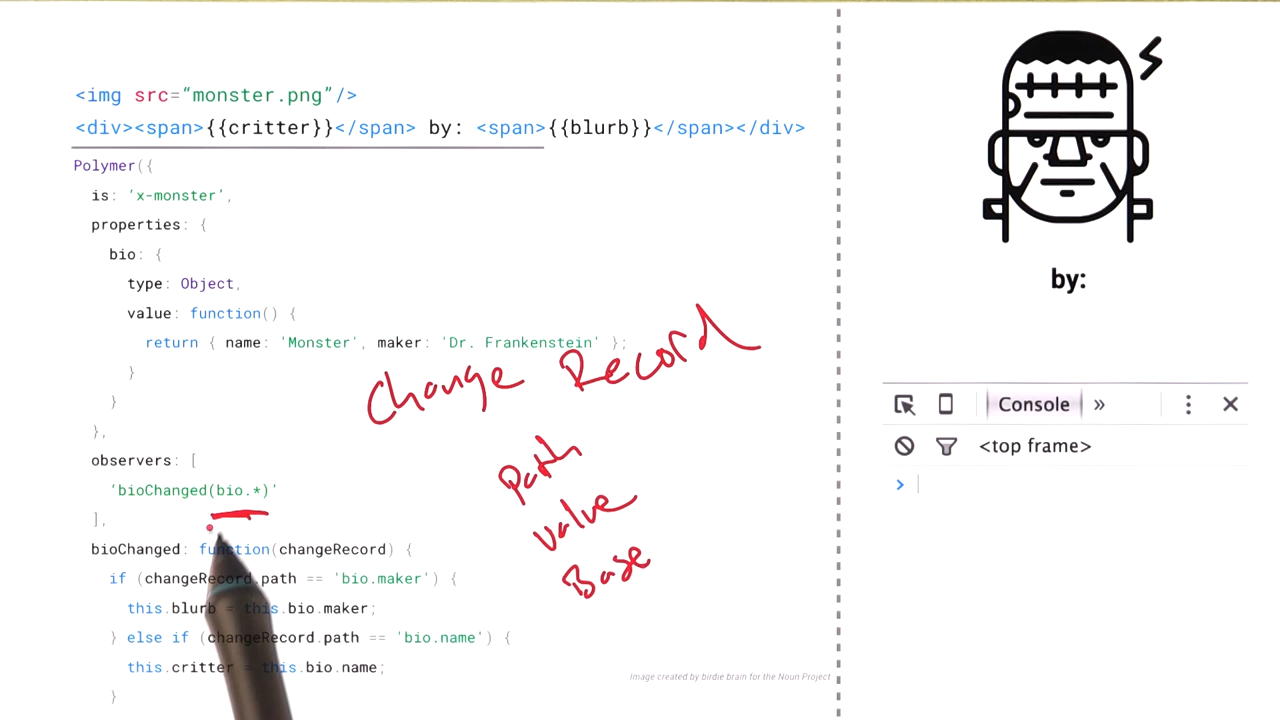 <img src=“monster.png”/>
<div><span>{{critter}}</span> by: <span>{{blurb}}</span></div>
Polymer({
is: 'x-monster',
properties: {
bio: {
type: Object,
value: function() {
return { name: 'Monster', maker: 'Dr. Frankenstein' };
}
}
},
observers: [
'bioChanged(bio.*)'
],
bioChanged: function(changeRecord) {
if (changeRecord.path == 'bio.maker') {
this.blurb = this.bio.maker;
} else if (changeRecord.path == 'bio.name') {
this.critter = this.bio.name;
}
Change Record
Path
Value
Base
Image created by birdie brain for the Noun Project
by:
Console »
<top frame>
>